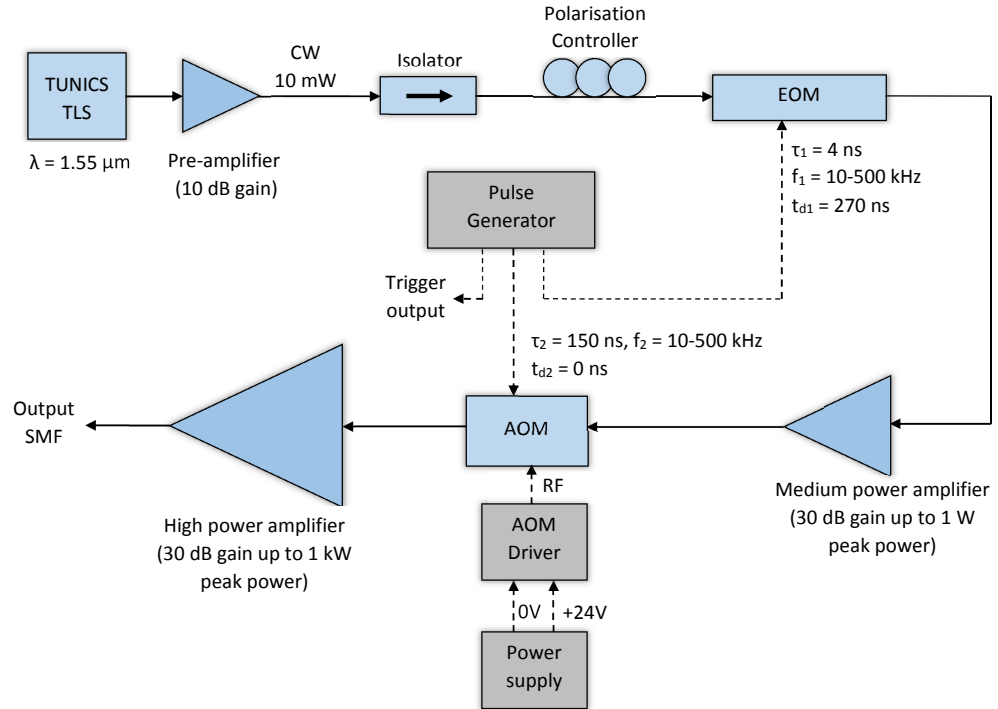 Polarisation
Controller
CW
10 mW
Isolator
TUNICS
TLS
EOM
λ = 1.55 μm
Pre-amplifier
(10 dB gain)
τ1 = 4 ns
f1 = 10-500 kHz
td1 = 270 ns
Pulse
Generator
Trigger
output
τ2 = 150 ns, f2 = 10-500 kHz
td2 = 0 ns
Output
SMF
AOM
RF
Medium power amplifier
(30 dB gain up to 1 W
peak power)
High power amplifier
(30 dB gain up to 1 kW
peak power)
AOM
Driver
0V
+24V
Power
supply